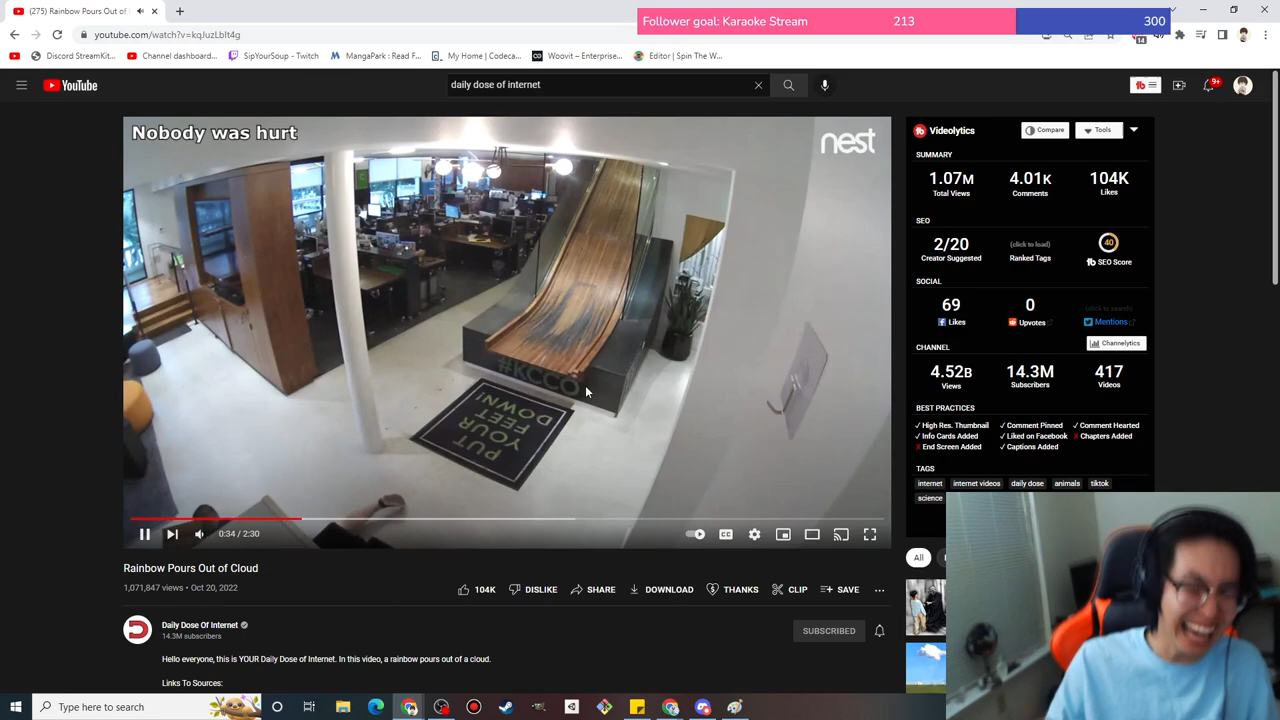 (275) Rainbow Pours Out of
Follower goal: Karaoke Stream 213 300
youtube.com/watch?v=kqJuzLbIt4g
14
Discord StreamKit... Channel dashboard... SipYourSoup - Twitch MangaPark : Read F... My Home | Codeca... Woovit – Enterprise... Editor | Spin The W...
YouTube
daily dose of internet
9+
Nobody was hurt
nest
#KCCO
PUT YOUR FEET DOWN!
0:34 / 2:30
CC
Videolytics Compare Tools
SUMMARY
1.07M 4.01K 104K
Total Views Comments Likes
SEO
2/20 (click to load) 40
Creator Suggested Ranked Tags SEO Score
SOCIAL
69 0 (click to search)
Likes Upvotes Mentions
CHANNEL Channelytics
4.52B 14.3M 417
Views Subscribers Videos
BEST PRACTICES
✓ High Res. Thumbnail ✓ Comment Pinned ✓ Comment Hearted
✓ Info Cards Added ✓ Liked on Facebook Chapters Added
End Screen Added ✓ Captions Added
TAGS
internet internet videos daily dose animals tiktok
science
All
Rainbow Pours Out of Cloud
1,071,847 views • Oct 20, 2022
104K DISLIKE SHARE DOWNLOAD THANKS CLIP SAVE ...
Daily Dose Of Internet
14.3M subscribers
SUBSCRIBED
Hello everyone, this is YOUR Daily Dose of Internet. In this video, a rainbow pours out of a cloud.
Links To Sources:
Type here to search